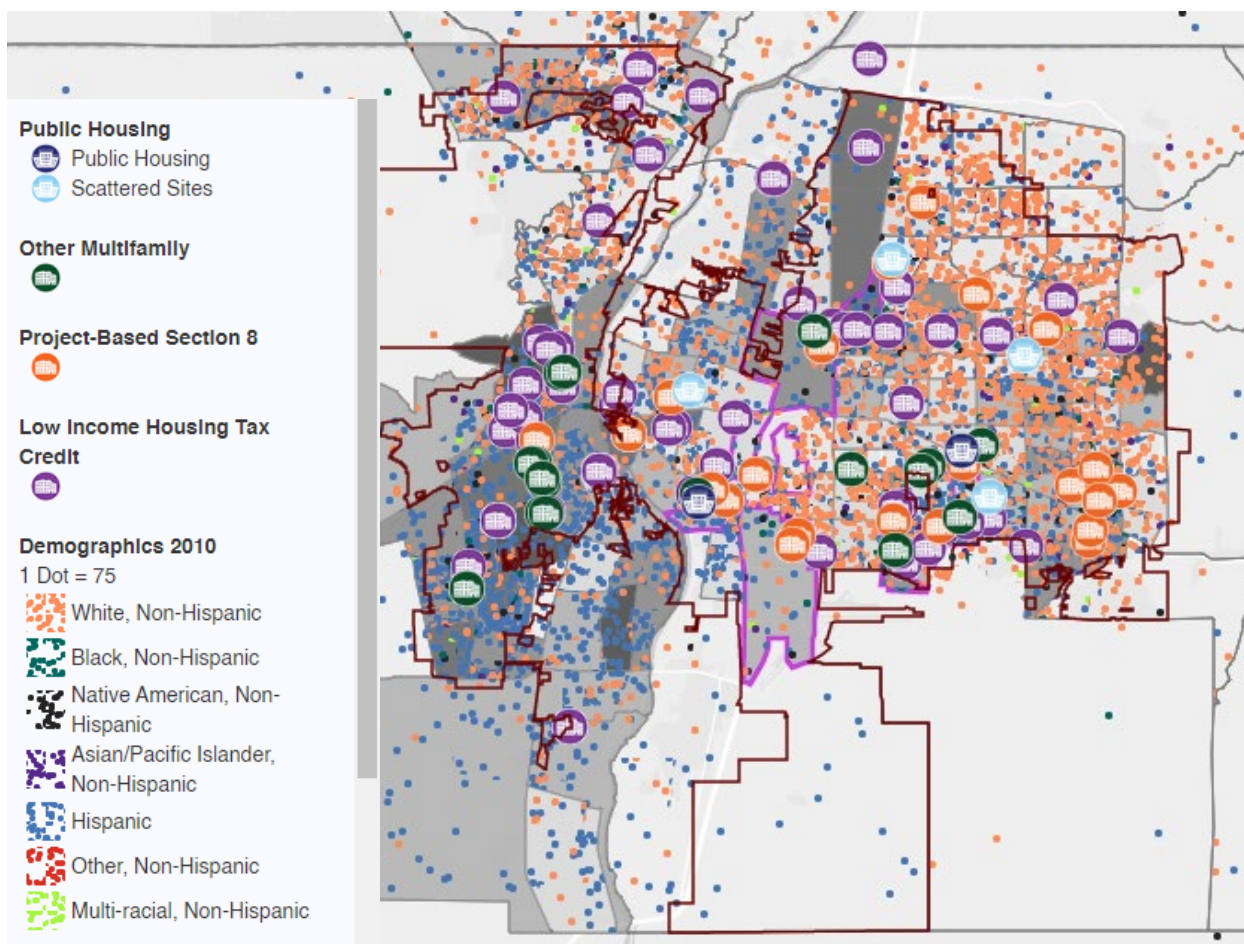 Public Housing
Public Housing
Scattered Sites
Other Multifamily
Project-Based Section 8
Low Income Housing Tax
Credit
Demographics 2010
1 Dot = 75
White, Non-Hispanic
Black, Non-Hispanic
Native American, Non-
Hispanic
Asian/Pacific Islander,
Non-Hispanic
Hispanic
Other, Non-Hispanic
Multi-racial, Non-Hispanic